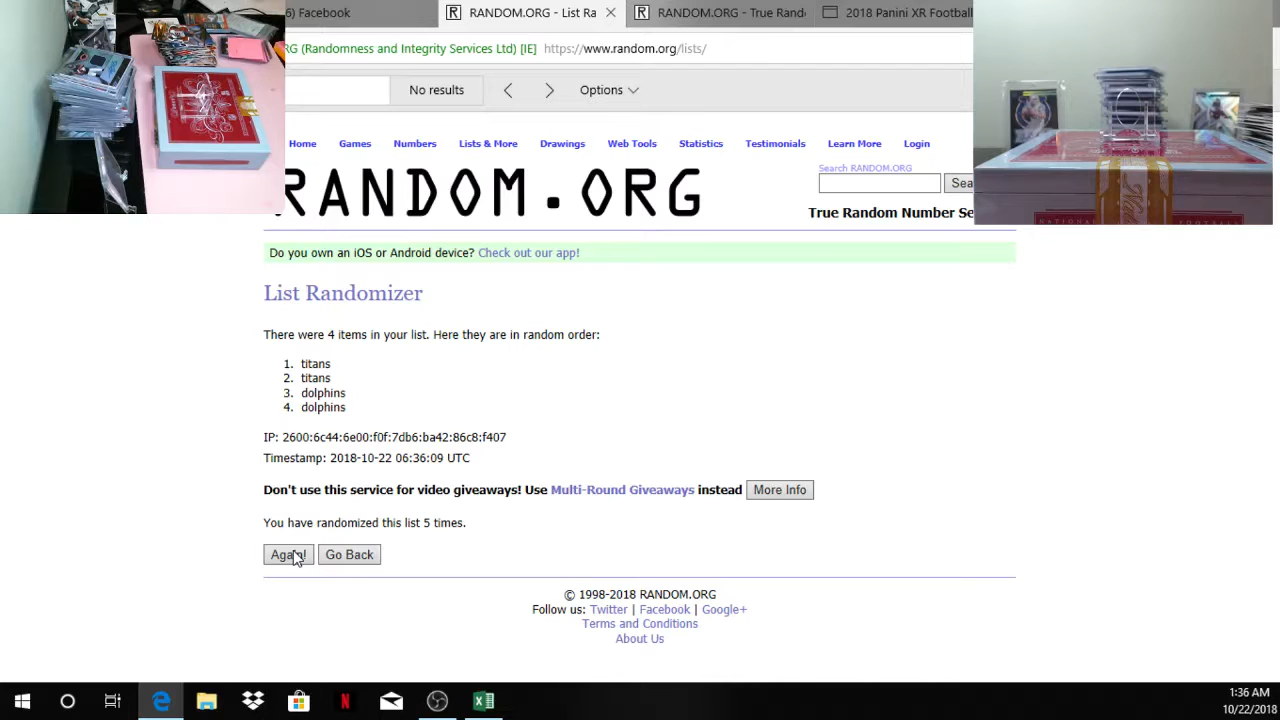 6) Facebook
RANDOM.ORG - List Ra
RANDOM.ORG - True Rand
2018 Panini XR Football
RG (Randomness and Integrity Services Ltd) [IE] https://www.random.org/lists/
No results
Options
Home Games Numbers Lists & More Drawings Web Tools Statistics Testimonials Learn More Login
Search RANDOM.ORG
RANDOM.ORG
Sea
True Random Number Se
Do you own an iOS or Android device? Check out our app!
List Randomizer
There were 4 items in your list. Here they are in random order:
1. titans
2. titans
3. dolphins
4. dolphins
IP: 2600:6c44:6e00:f0f:7db6:ba42:86c8:f407
Timestamp: 2018-10-22 06:36:09 UTC
Don't use this service for video giveaways! Use Multi-Round Giveaways instead More Info
You have randomized this list 5 times.
Again! Go Back
© 1998-2018 RANDOM.ORG
Follow us: Twitter | Facebook | Google+
Terms and Conditions
About Us
1:36 AM
10/22/2018